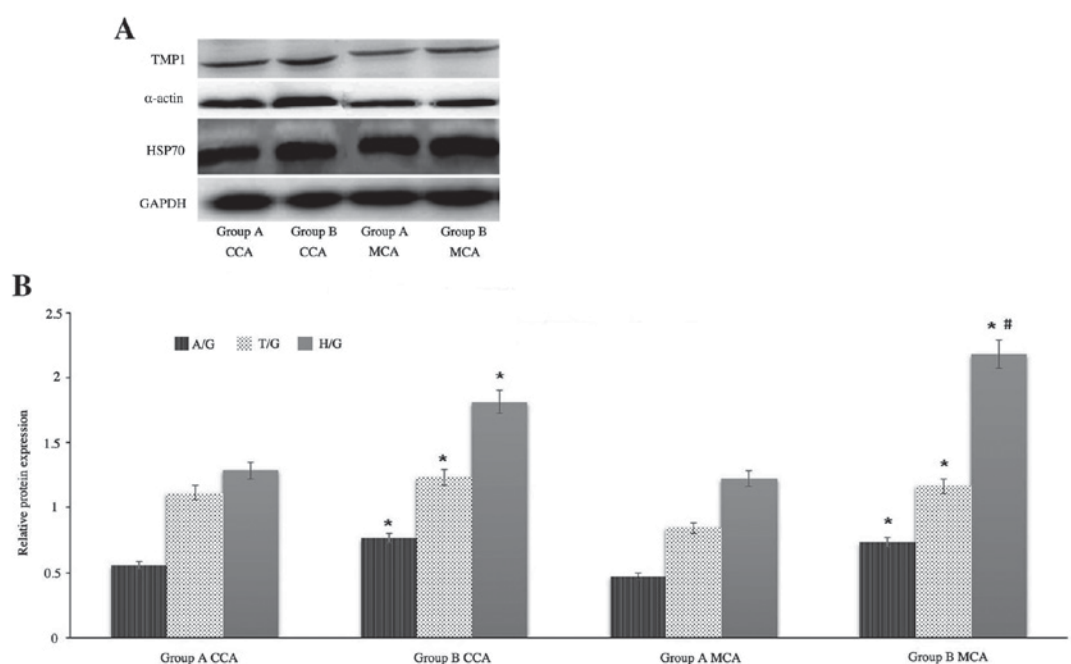 A
TMP1
α-actin
HSP70
GAPDH
Group A Group B Group A Group B
CCA CCA MCA MCA
B
2.5
A/G T/G H/G
* #
2
*
1.5
*
*
1
*
*
0.5
0
Relative protein expression
Group A CCA Group B CCA Group A MCA Group B MCA